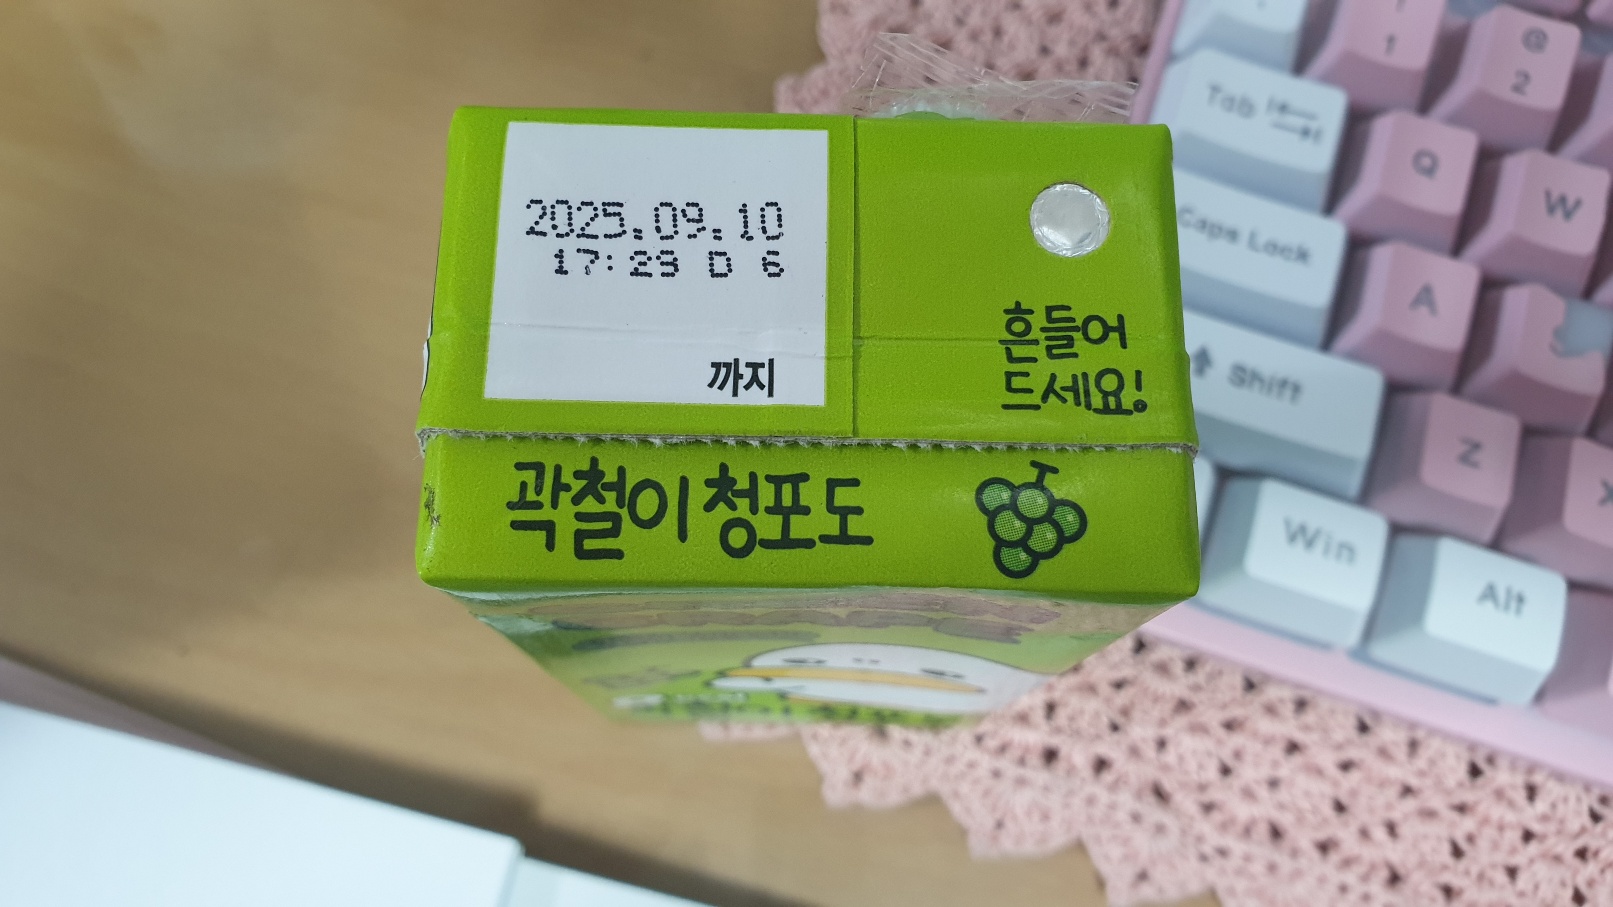 2025.09.10
17:29 D 6
까지
흔들어
드세요!
곽철이 청포도
!
1
@
2
Tab
Q
W
Caps Lock
A
Shift
Z
X
Win
Alt